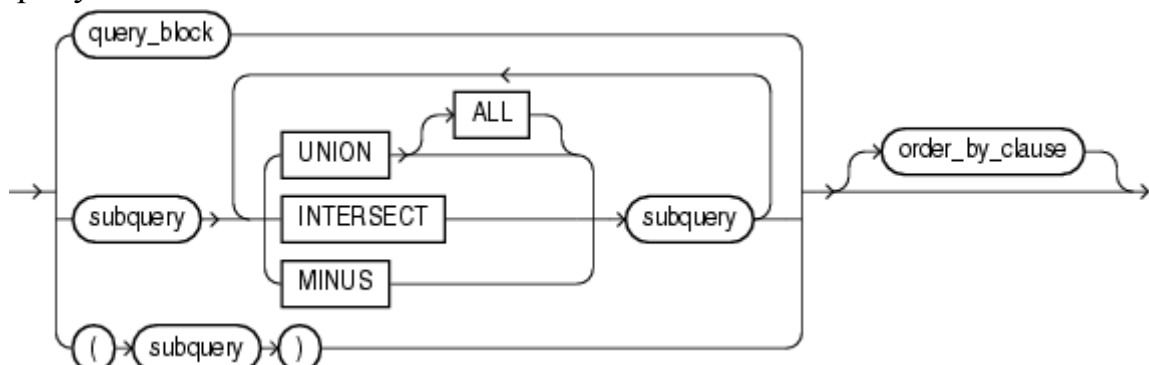 query_block
ALL
UNION
order_by_clause
subquery
INTERSECT
subquery
MINUS
( subquery )